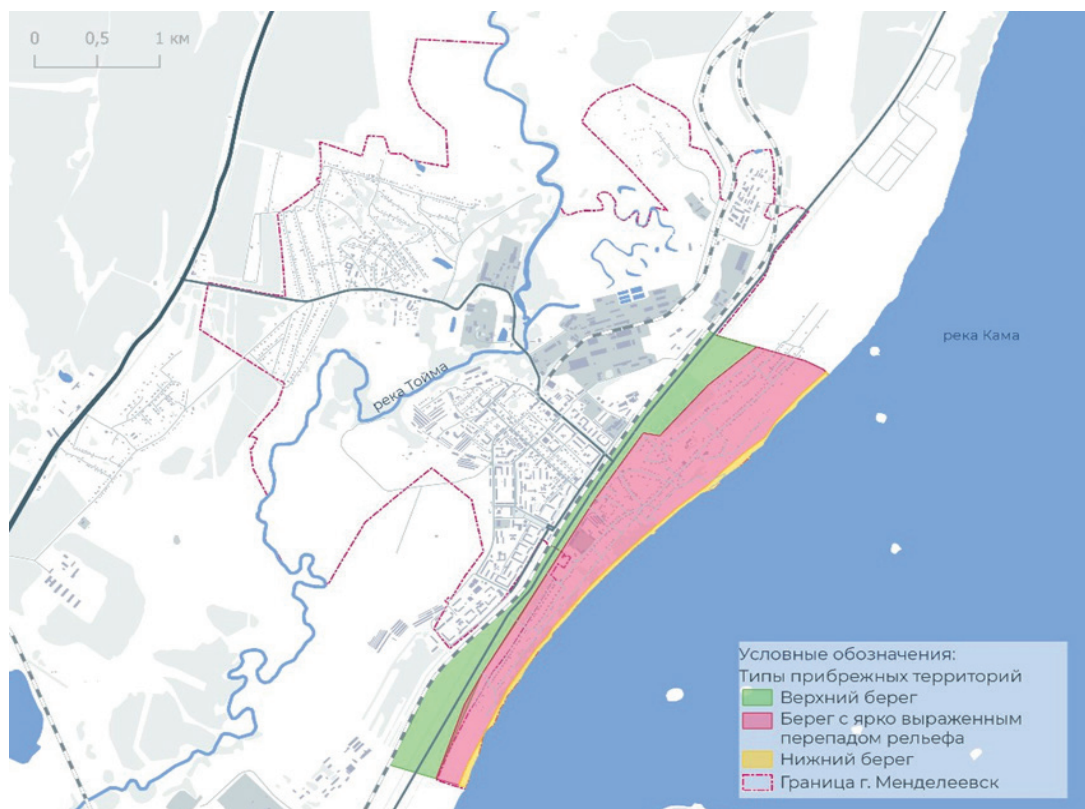 0 0,5 1 км
река Кама
река Тойма
Условные обозначения:
Типы прибрежных территорий
Верхний берег
Берег с ярко выраженным
перепадом рельефа
Нижний берег
Граница г. Менделеевск